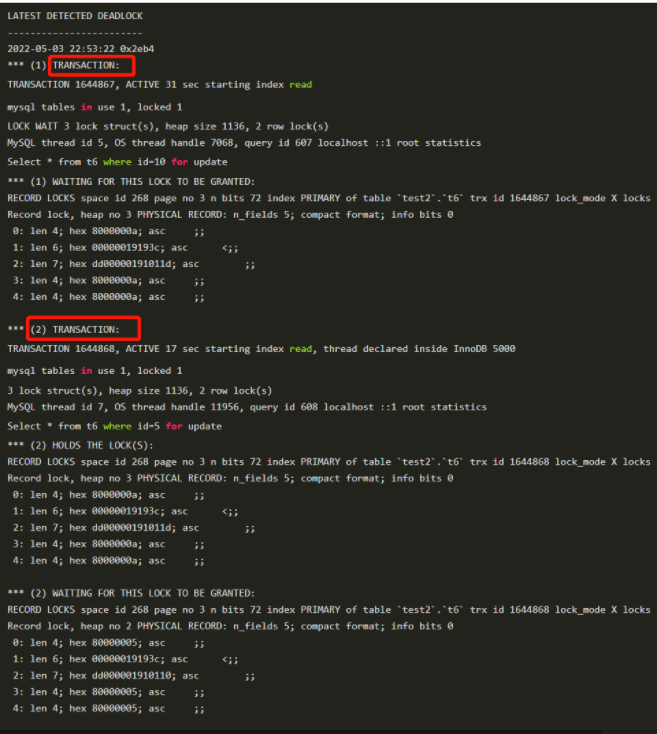 LATEST DETECTED DEADLOCK
------------------------
2022-05-03 22:53:22 0x2eb4
*** (1) TRANSACTION:
TRANSACTION 1644867, ACTIVE 31 sec starting index read
mysql tables in use 1, locked 1
LOCK WAIT 3 lock struct(s), heap size 1136, 2 row lock(s)
MySQL thread id 5, OS thread handle 7068, query id 607 localhost ::1 root statistics
Select * from t6 where id=10 for update
*** (1) WAITING FOR THIS LOCK TO BE GRANTED:
RECORD LOCKS space id 268 page no 3 n bits 72 index PRIMARY of table `test2`.`t6` trx id 1644867 lock_mode X locks
Record lock, heap no 3 PHYSICAL RECORD: n_fields 5; compact format; info bits 0
0: len 4; hex 8000000a; asc     ;;
1: len 6; hex 00000019193c; asc      <;;
2: len 7; hex dd00000191011d; asc        ;;
3: len 4; hex 8000000a; asc     ;;
4: len 4; hex 8000000a; asc     ;;
*** (2) TRANSACTION:
TRANSACTION 1644868, ACTIVE 17 sec starting index read, thread declared inside InnoDB 5000
mysql tables in use 1, locked 1
3 lock struct(s), heap size 1136, 2 row lock(s)
MySQL thread id 7, OS thread handle 11956, query id 608 localhost ::1 root statistics
Select * from t6 where id=5 for update
*** (2) HOLDS THE LOCK(S):
RECORD LOCKS space id 268 page no 3 n bits 72 index PRIMARY of table `test2`.`t6` trx id 1644868 lock_mode X locks
Record lock, heap no 3 PHYSICAL RECORD: n_fields 5; compact format; info bits 0
0: len 4; hex 8000000a; asc     ;;
1: len 6; hex 00000019193c; asc      <;;
2: len 7; hex dd00000191011d; asc        ;;
3: len 4; hex 8000000a; asc     ;;
4: len 4; hex 8000000a; asc     ;;
*** (2) WAITING FOR THIS LOCK TO BE GRANTED:
RECORD LOCKS space id 268 page no 3 n bits 72 index PRIMARY of table `test2`.`t6` trx id 1644868 lock_mode X locks
Record lock, heap no 2 PHYSICAL RECORD: n_fields 5; compact format; info bits 0
0: len 4; hex 80000005; asc     ;;
1: len 6; hex 00000019193c; asc      <;;
2: len 7; hex dd000001910110; asc        ;;
3: len 4; hex 80000005; asc     ;;
4: len 4; hex 80000005; asc     ;;